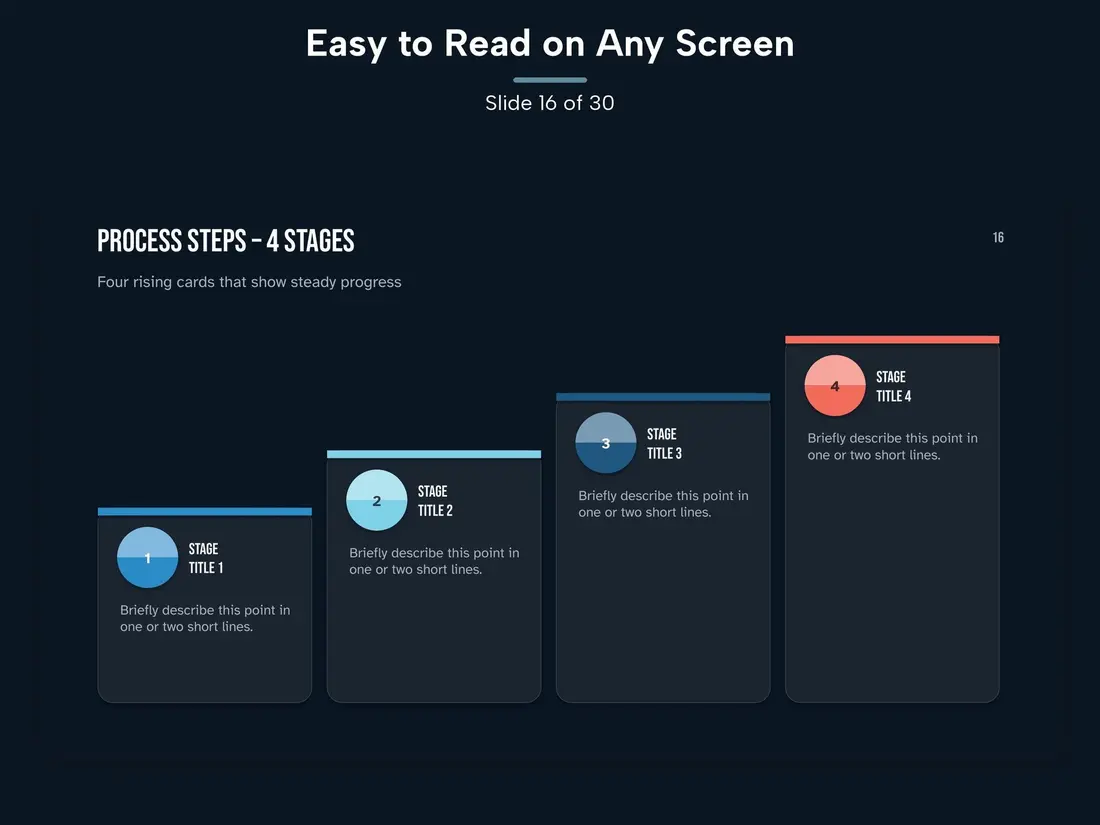 Easy to Read on Any Screen
Slide 16 of 30
PROCESS STEPS – 4 STAGES
16
Four rising cards that show steady progress
1
STAGE
TITLE 1
Briefly describe this point in
one or two short lines.
2
STAGE
TITLE 2
Briefly describe this point in
one or two short lines.
3
STAGE
TITLE 3
Briefly describe this point in
one or two short lines.
4
STAGE
TITLE 4
Briefly describe this point in
one or two short lines.